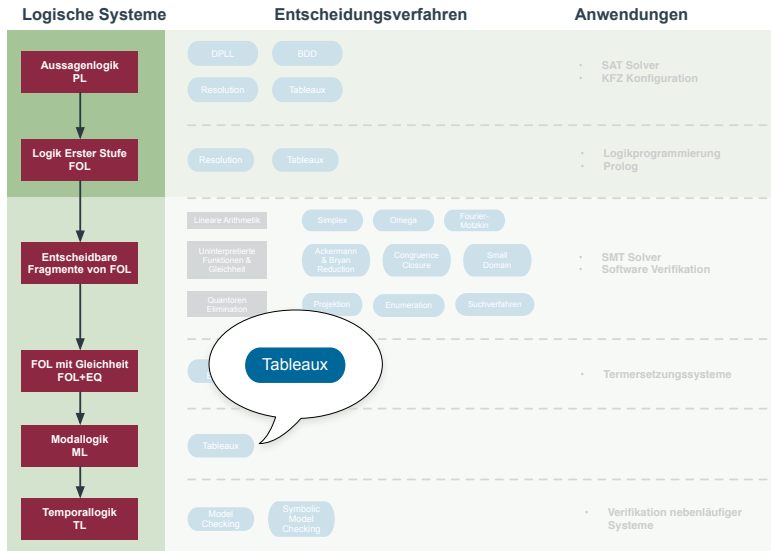 Logische Systeme
Entscheidungsverfahren
Anwendungen
Aussagenlogik
PL
DPLL
BDD
Resolution
Tableaux
• SAT Solver
• KFZ Konfiguration
Logik Erster Stufe
FOL
Resolution
Tableaux
• Logikprogrammierung
• Prolog
Entscheidbare
Fragmente von FOL
Lineare Arithmetik
Simplex
Omega
Fourier-
Motzkin
Uninterpretierte
Funktionen &
Gleichheit
Ackermann
& Bryan
Reduction
Congruence
Closure
Small
Domain
Quantoren
Elimination
Projektion
Enumeration
Suchverfahren
• SMT Solver
• Software Verifikation
FOL mit Gleichheit
FOL+EQ
Tableaux
• Termersetzungssysteme
Modallogik
ML
Tableaux
Temporallogik
TL
Model
Checking
Symbolic
Model
Checking
• Verifikation nebenläufiger
Systeme